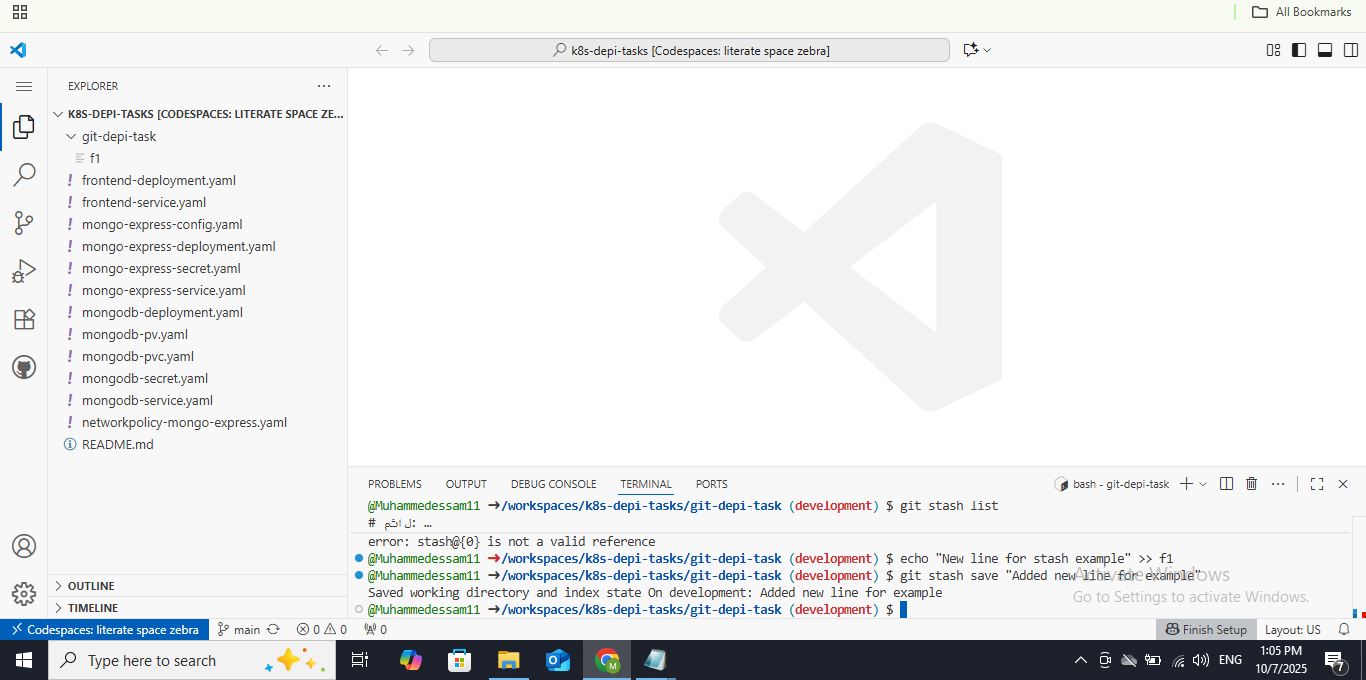 All Bookmarks
k8s-depi-tasks [Codespaces: literate space zebra]
EXPLORER
K8S-DEPI-TASKS [CODESPACES: LITERATE SPACE ZE...
git-depi-task
f1
frontend-deployment.yaml
frontend-service.yaml
mongo-express-config.yaml
mongo-express-deployment.yaml
mongo-express-secret.yaml
mongo-express-service.yaml
mongodb-deployment.yaml
mongodb-pv.yaml
mongodb-pvc.yaml
mongodb-secret.yaml
mongodb-service.yaml
networkpolicy-mongo-express.yaml
README.md
OUTLINE
TIMELINE
PROBLEMS OUTPUT DEBUG CONSOLE TERMINAL PORTS
bash - git-depi-task
@Muhammedessam11 ➜/workspaces/k8s-depi-tasks/git-depi-task (development) $ git stash list
# ...
error: stash@{0} is not a valid reference
@Muhammedessam11 ➜/workspaces/k8s-depi-tasks/git-depi-task (development) $ echo "New line for stash example" >> f1
@Muhammedessam11 ➜/workspaces/k8s-depi-tasks/git-depi-task (development) $ git stash save "Added new line for example"
Saved working directory and index state On development: Added new line for example
@Muhammedessam11 ➜/workspaces/k8s-depi-tasks/git-depi-task (development) $
Activate Windows
Go to Settings to activate Windows.
Codespaces: literate space zebra main 0 0 0 Finish Setup Layout: US
Type here to search
M
ENG
1:05 PM
10/7/2025
7